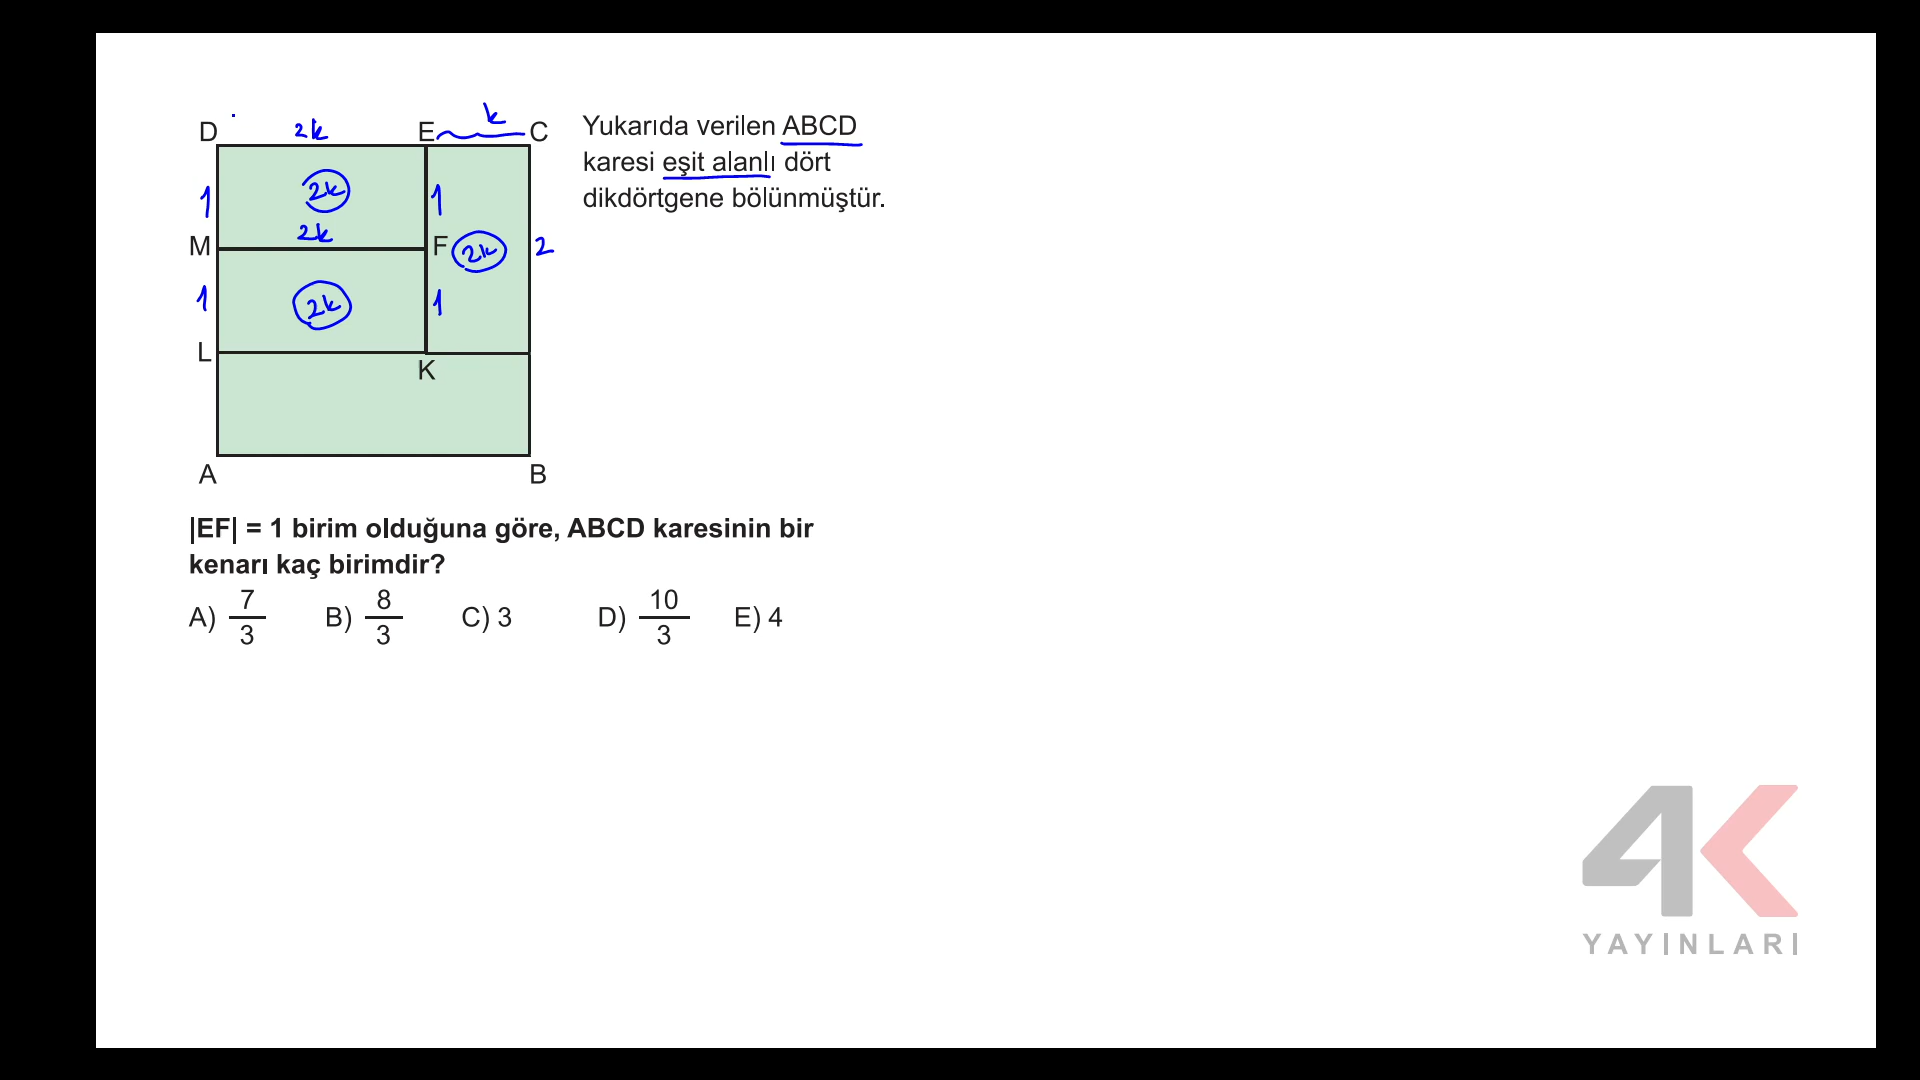 k
D 2k E C
1 2k 1
2k
M F 2k 2
1 2k 1
L
K
A B
Yukarıda verilen ABCD
karesi eşit alanlı dört
dikdörtgene bölünmüştür.
|EF| = 1 birim olduğuna göre, ABCD karesinin bir
kenarı kaç birimdir?
A) 7/3 B) 8/3 C) 3 D) 10/3 E) 4
4K
YAYINLARI